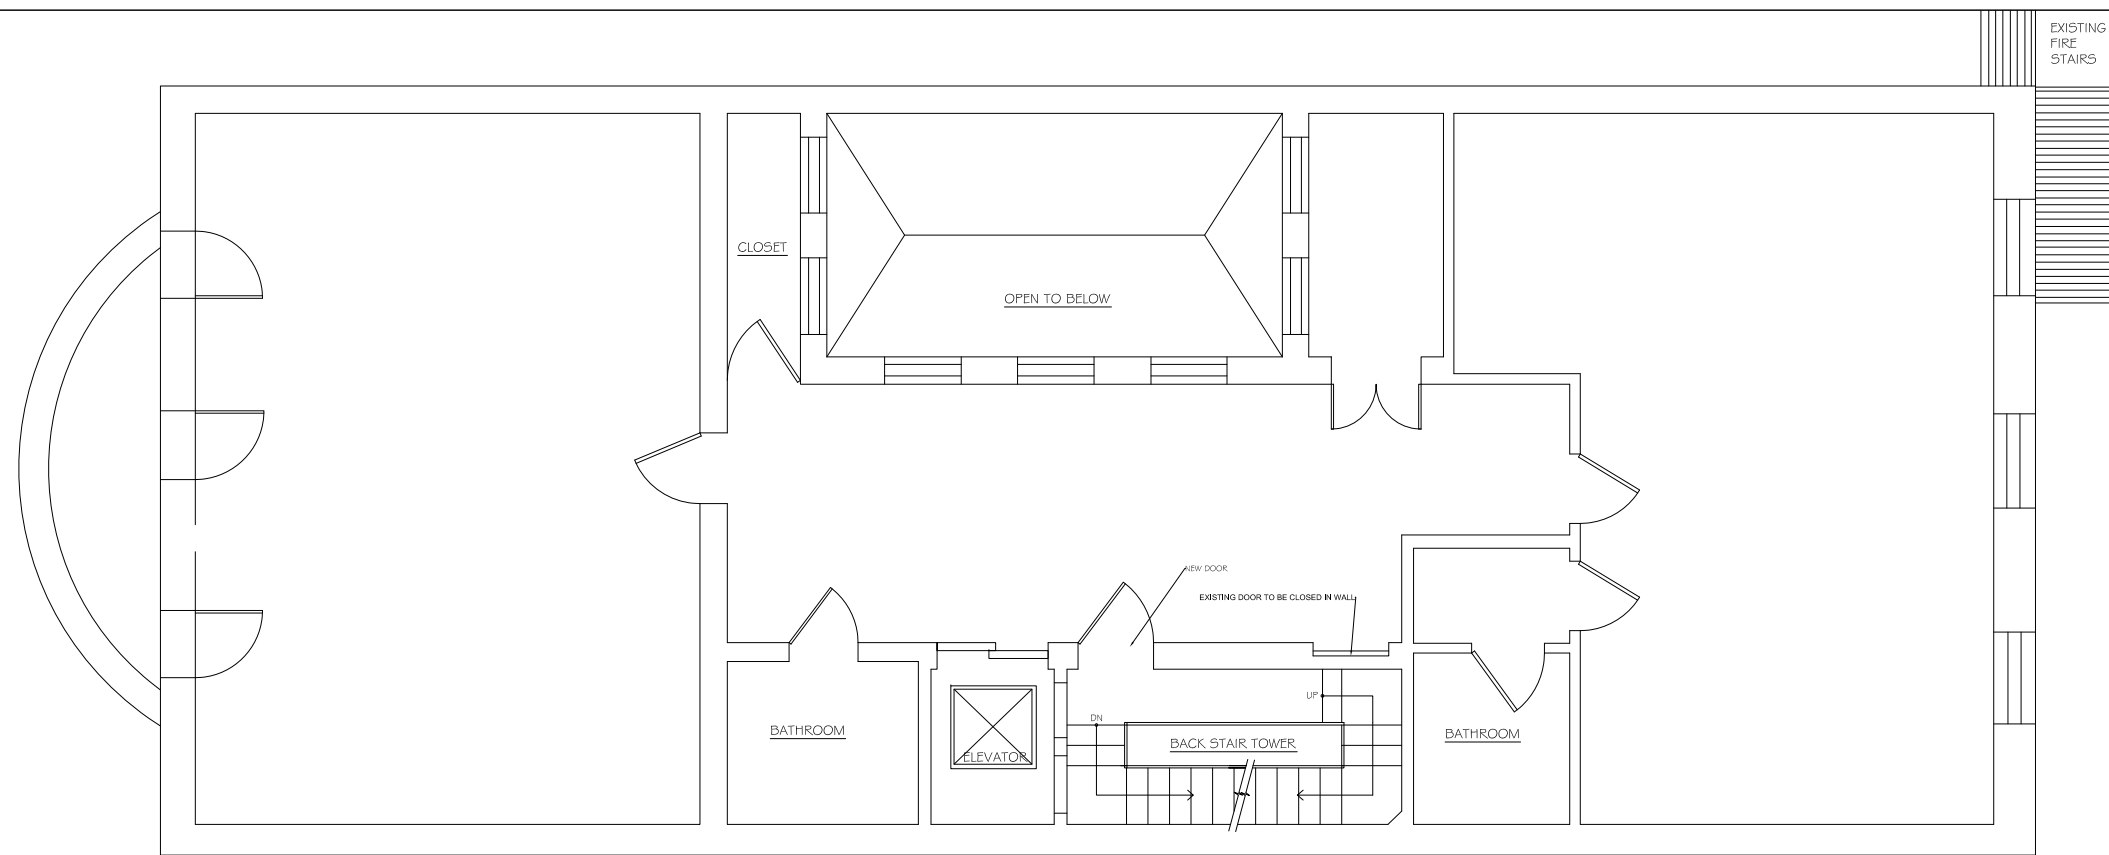 EXISTING
FIRE
STAIRS
CLOSET
OPEN TO BELOW
NEW DOOR
EXISTING DOOR TO BE CLOSED IN WALL
UP
DN
BATHROOM
BACK STAIR TOWER
BATHROOM
ELEVATOR